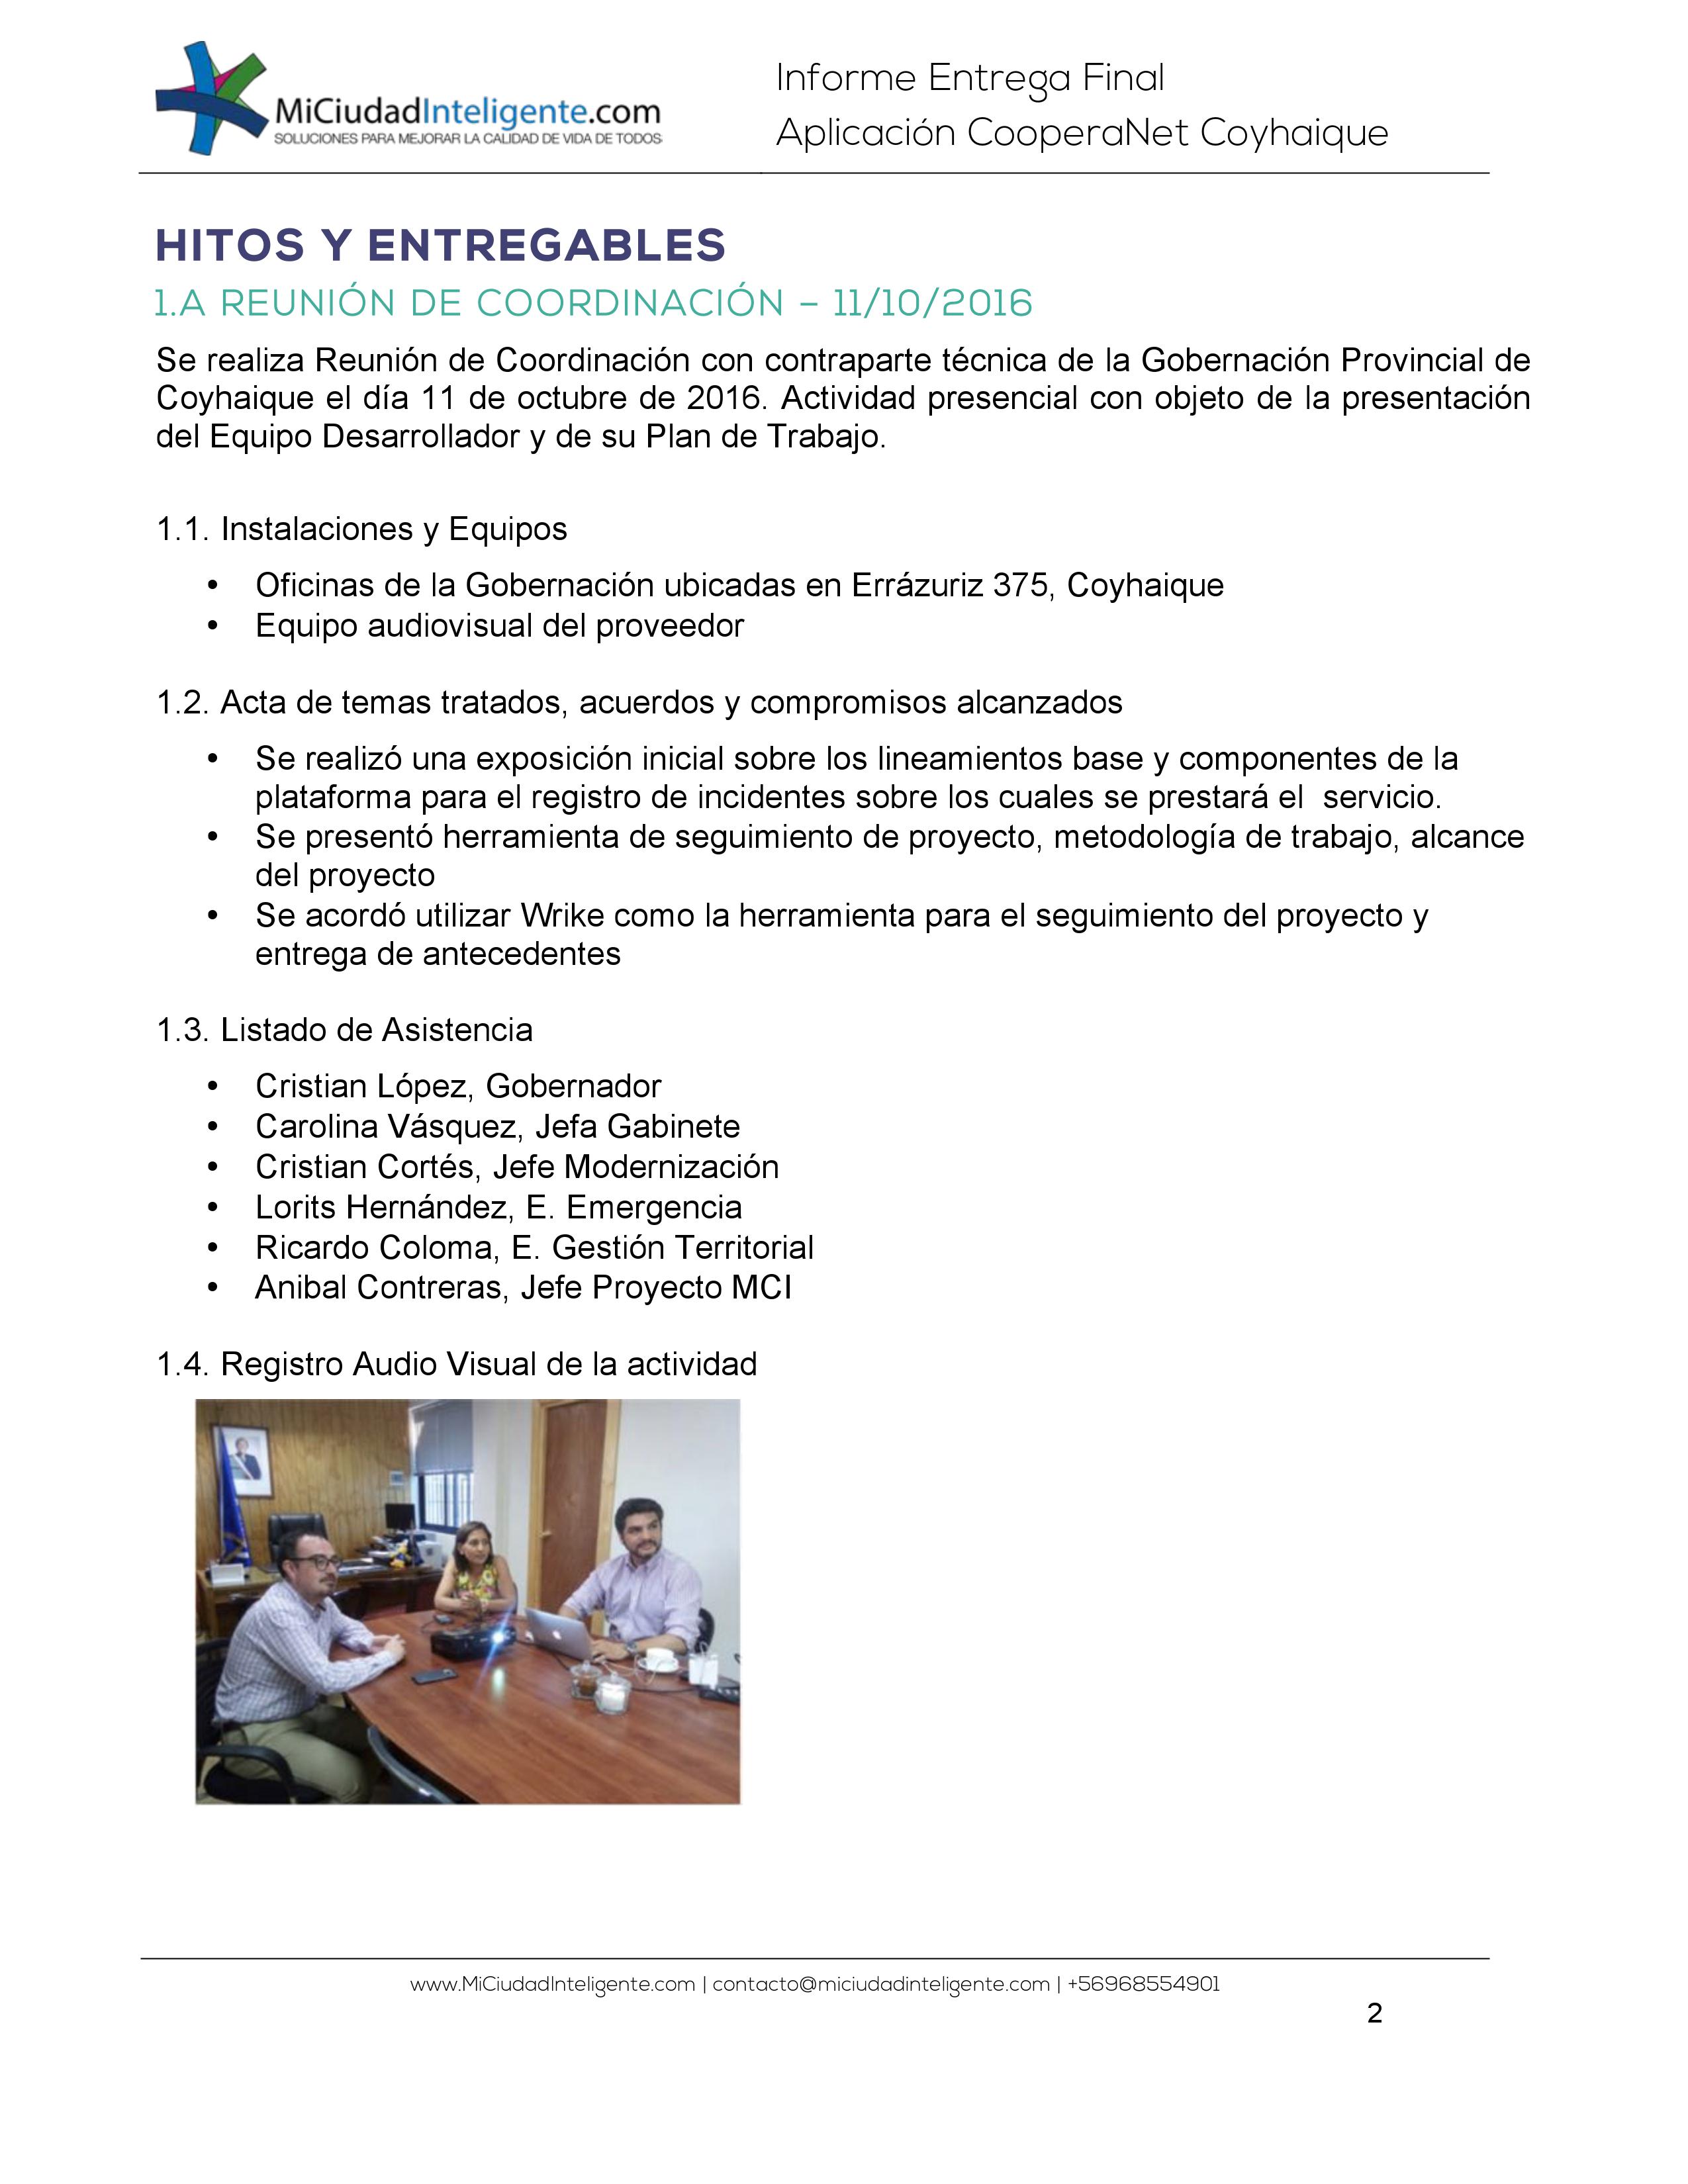 MiCiudadInteligente.com
SOLUCIONES PARA MEJORAR LA CALIDAD DE VIDA DE TODOS
Informe Entrega Final
Aplicación CooperaNet Coyhaique
HITOS Y ENTREGABLES
1.A REUNIÓN DE COORDINACIÓN – 11/10/2016
Se realiza Reunión de Coordinación con contraparte técnica de la Gobernación Provincial de
Coyhaique el día 11 de octubre de 2016. Actividad presencial con objeto de la presentación
del Equipo Desarrollador y de su Plan de Trabajo.
1.1. Instalaciones y Equipos
• Oficinas de la Gobernación ubicadas en Errázuriz 375, Coyhaique
• Equipo audiovisual del proveedor
1.2. Acta de temas tratados, acuerdos y compromisos alcanzados
• Se realizó una exposición inicial sobre los lineamientos base y componentes de la
plataforma para el registro de incidentes sobre los cuales se prestará el  servicio.
• Se presentó herramienta de seguimiento de proyecto, metodología de trabajo, alcance
del proyecto
• Se acordó utilizar Wrike como la herramienta para el seguimiento del proyecto y
entrega de antecedentes
1.3. Listado de Asistencia
• Cristian López, Gobernador
• Carolina Vásquez, Jefa Gabinete
• Cristian Cortés, Jefe Modernización
• Lorits Hernández, E. Emergencia
• Ricardo Coloma, E. Gestión Territorial
• Anibal Contreras, Jefe Proyecto MCI
1.4. Registro Audio Visual de la actividad
www.MiCiudadInteligente.com | contacto@miciudadinteligente.com | +56968554901
2